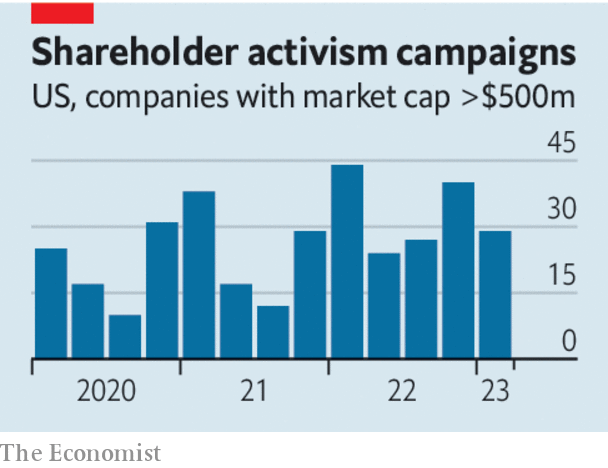 Shareholder activism campaigns
US, companies with market cap >$500m
45
30
15
0
2020 21 22 23
The Economist